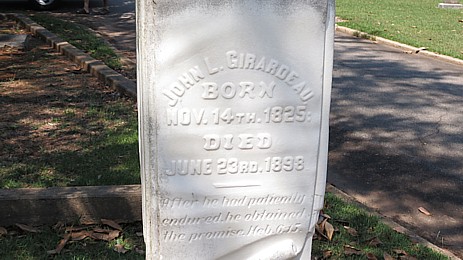 JOHN L. GIRARDEAU
BORN
NOV. 14TH. 1825:
DIED
JUNE 23RD. 1898
After he had patiently
endured, he obtained
the promise. Heb. 6:15